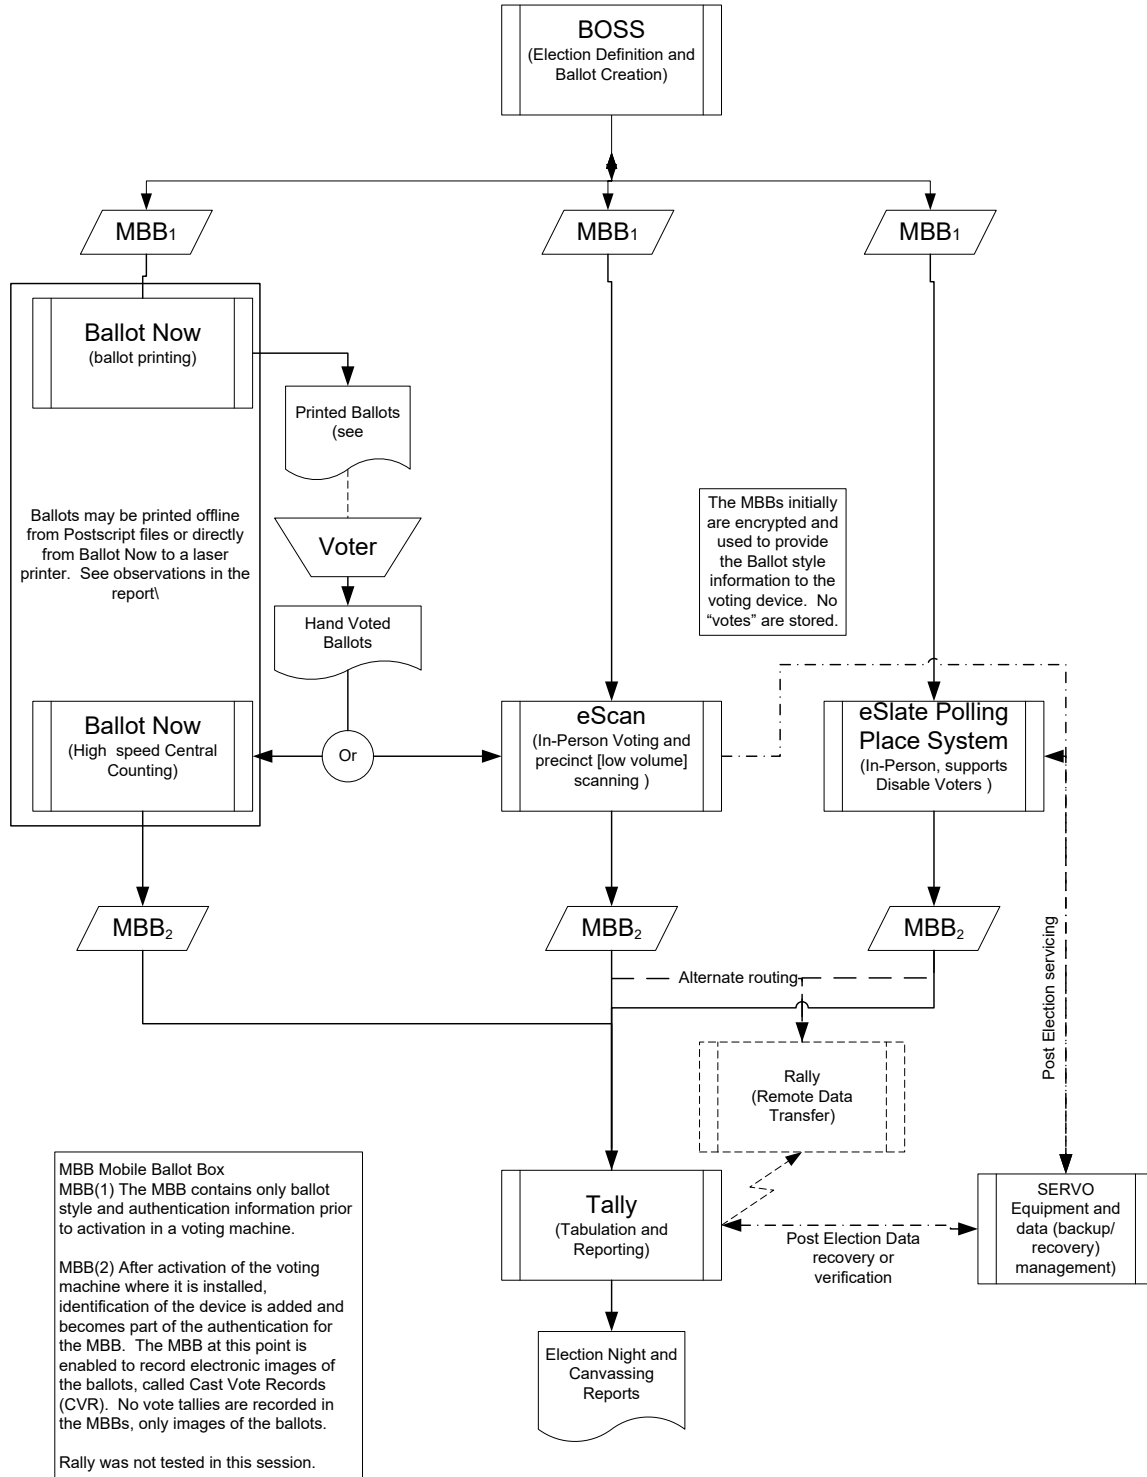 BOSS
(Election Definition and
Ballot Creation)
MBB1
MBB1
MBB1
Ballot Now
(ballot printing)
Printed Ballots
(see
Ballots may be printed offline
from Postscript files or directly
from Ballot Now to a laser
printer.  See observations in the
report\
Voter
The MBBs initially
are encrypted and
used to provide
the Ballot style
information to the
voting device.  No
“votes” are stored.
Hand Voted
Ballots
Ballot Now
(High  speed Central
Counting)
Or
eScan
(In-Person Voting and
precinct [low volume]
scanning )
eSlate Polling
Place System
(In-Person, supports
Disable Voters )
MBB2
MBB2
MBB2
Alternate routing
Post Election servicing
Rally
(Remote Data
Transfer)
MBB Mobile Ballot Box
MBB(1) The MBB contains only ballot
style and authentication information prior
to activation in a voting machine.
MBB(2) After activation of the voting
machine where it is installed,
identification of the device is added and
becomes part of the authentication for
the MBB.  The MBB at this point is
enabled to record electronic images of
the ballots, called Cast Vote Records
(CVR).  No vote tallies are recorded in
the MBBs, only images of the ballots.
Rally was not tested in this session.
Tally
(Tabulation and
Reporting)
Post Election Data
recovery or
verification
SERVO
Equipment and
data (backup/
recovery)
management)
Election Night and
Canvassing
Reports